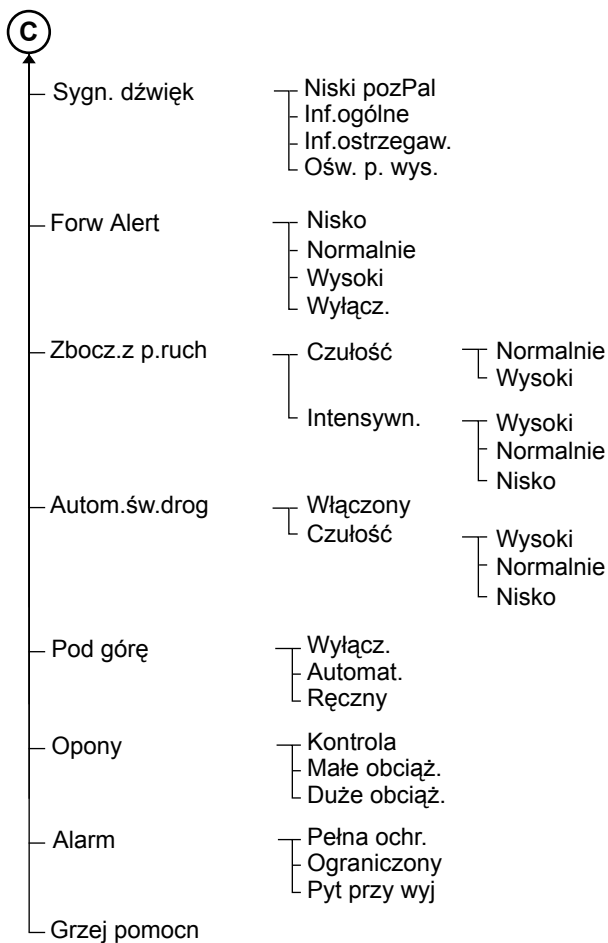 C
Sygn. dźwięk
Niski pozPal
Inf.ogólne
Inf.ostrzegaw.
Ośw. p. wys.
Forw Alert
Nisko
Normalnie
Wysoki
Wyłącz.
Zbocz.z p.ruch
Czułość
Normalnie
Wysoki
Intensywn.
Wysoki
Normalnie
Nisko
Autom.św.drog
Włączony
Czułość
Wysoki
Normalnie
Nisko
Pod górę
Wyłącz.
Automat.
Ręczny
Opony
Kontrola
Małe obciąż.
Duże obciąż.
Alarm
Pełna ochr.
Ograniczony
Pyt przy wyj
Grzej pomocn